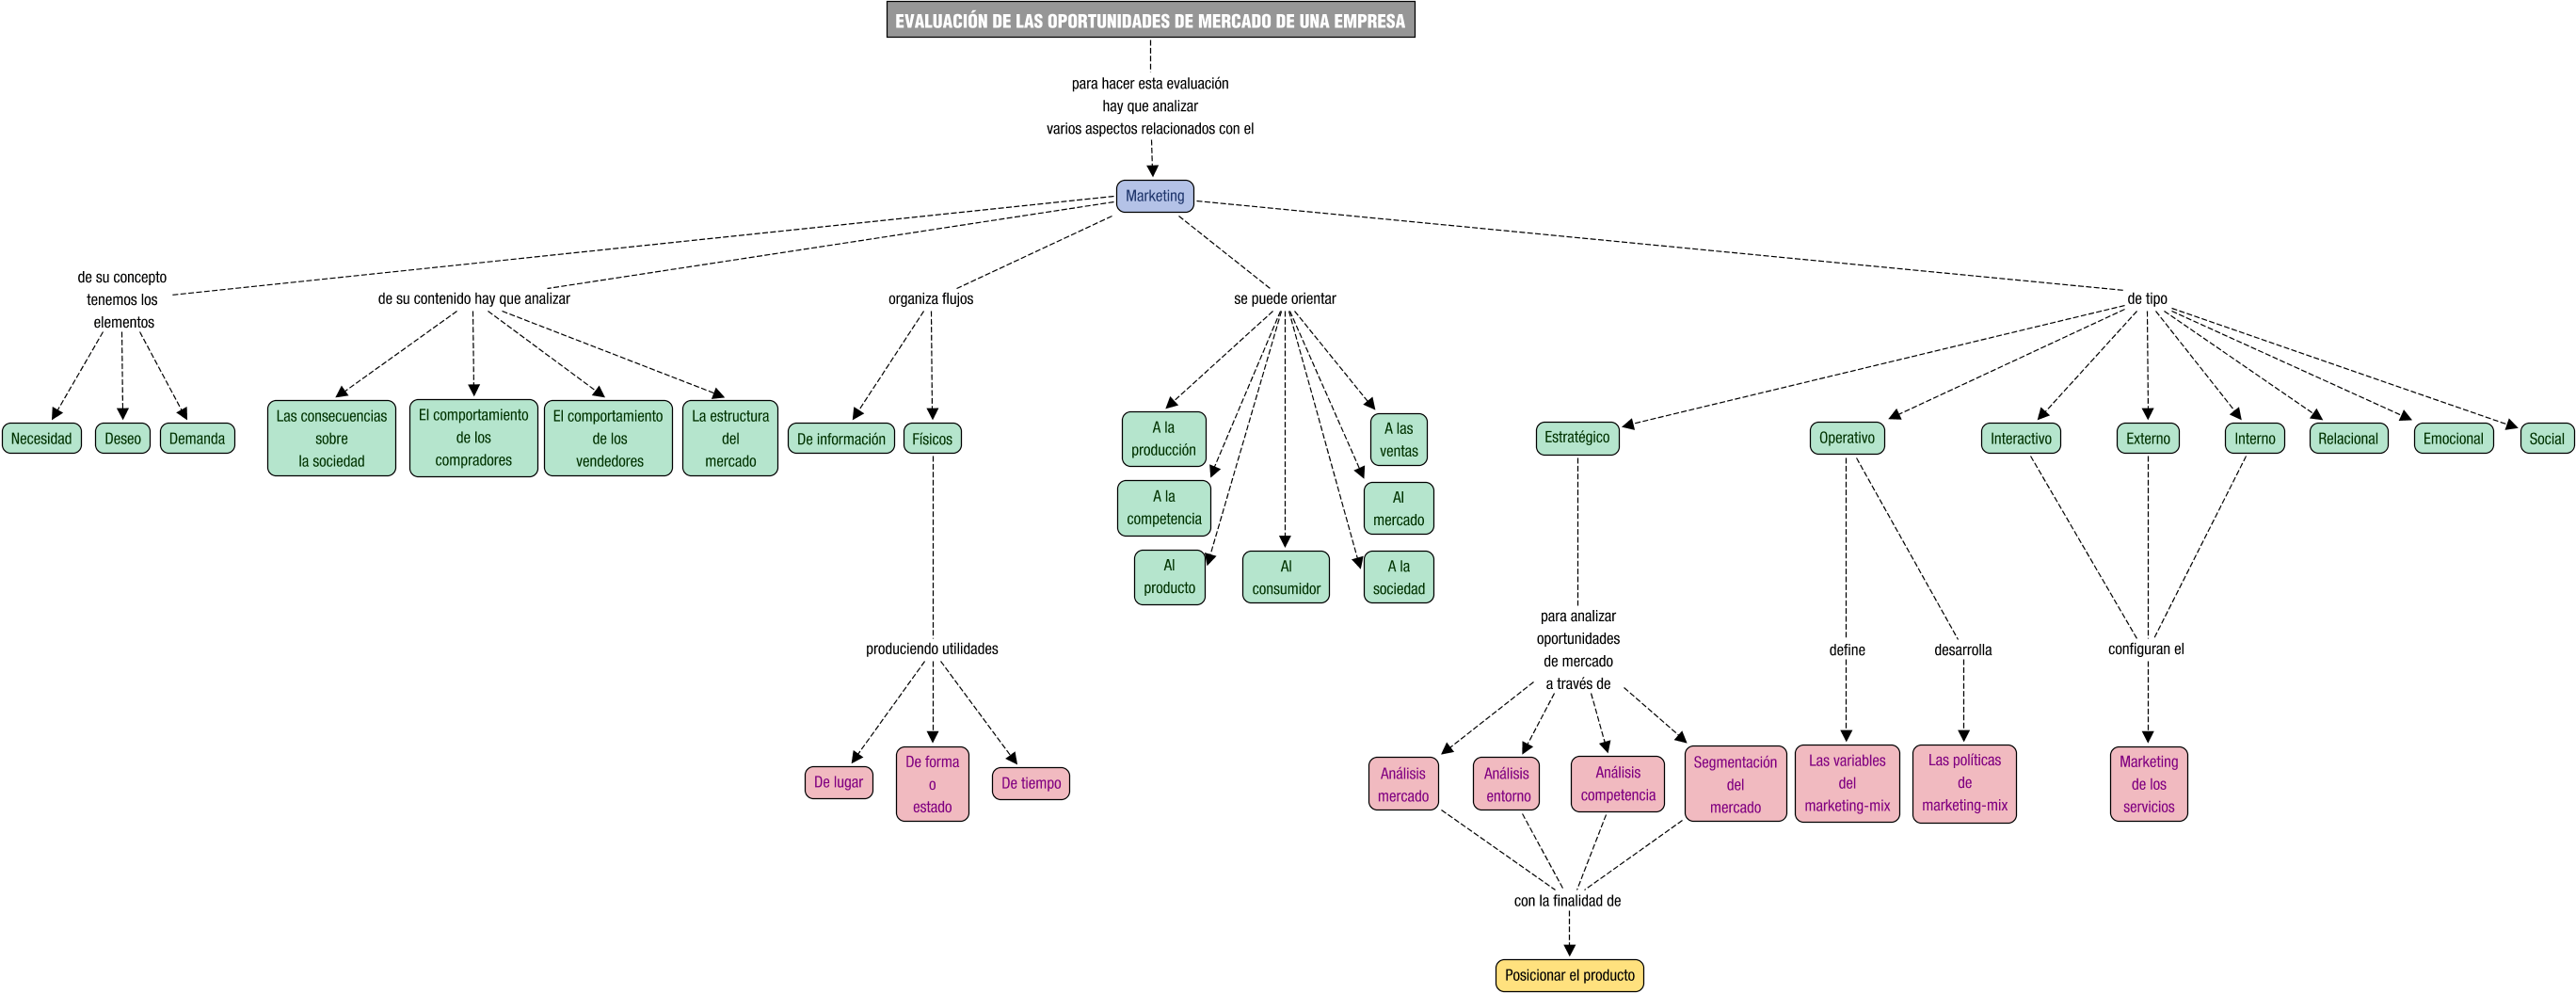 EVALUACIÓN DE LAS OPORTUNIDADES DE MERCADO DE UNA EMPRESA
para hacer esta evaluación
hay que analizar
varios aspectos relacionados con el
Marketing
de su concepto
tenemos los
elementos
Necesidad
Deseo
Demanda
de su contenido hay que analizar
Las consecuencias
sobre
la sociedad
El comportamiento
de los
compradores
El comportamiento
de los
vendedores
La estructura
del
mercado
organiza flujos
De información
Físicos
produciendo utilidades
De lugar
De forma
o
estado
De tiempo
se puede orientar
A la
producción
A la
competencia
Al
producto
Al
consumidor
A las
ventas
Al
mercado
A la
sociedad
de tipo
Estratégico
Operativo
Interactivo
Externo
Interno
Relacional
Emocional
Social
para analizar
oportunidades
de mercado
a través de
Análisis
mercado
Análisis
entorno
Análisis
competencia
Segmentación
del
mercado
con la finalidad de
Posicionar el producto
define
Las variables
del
marketing-mix
desarrolla
Las políticas
de
marketing-mix
configuran el
Marketing
de los
servicios